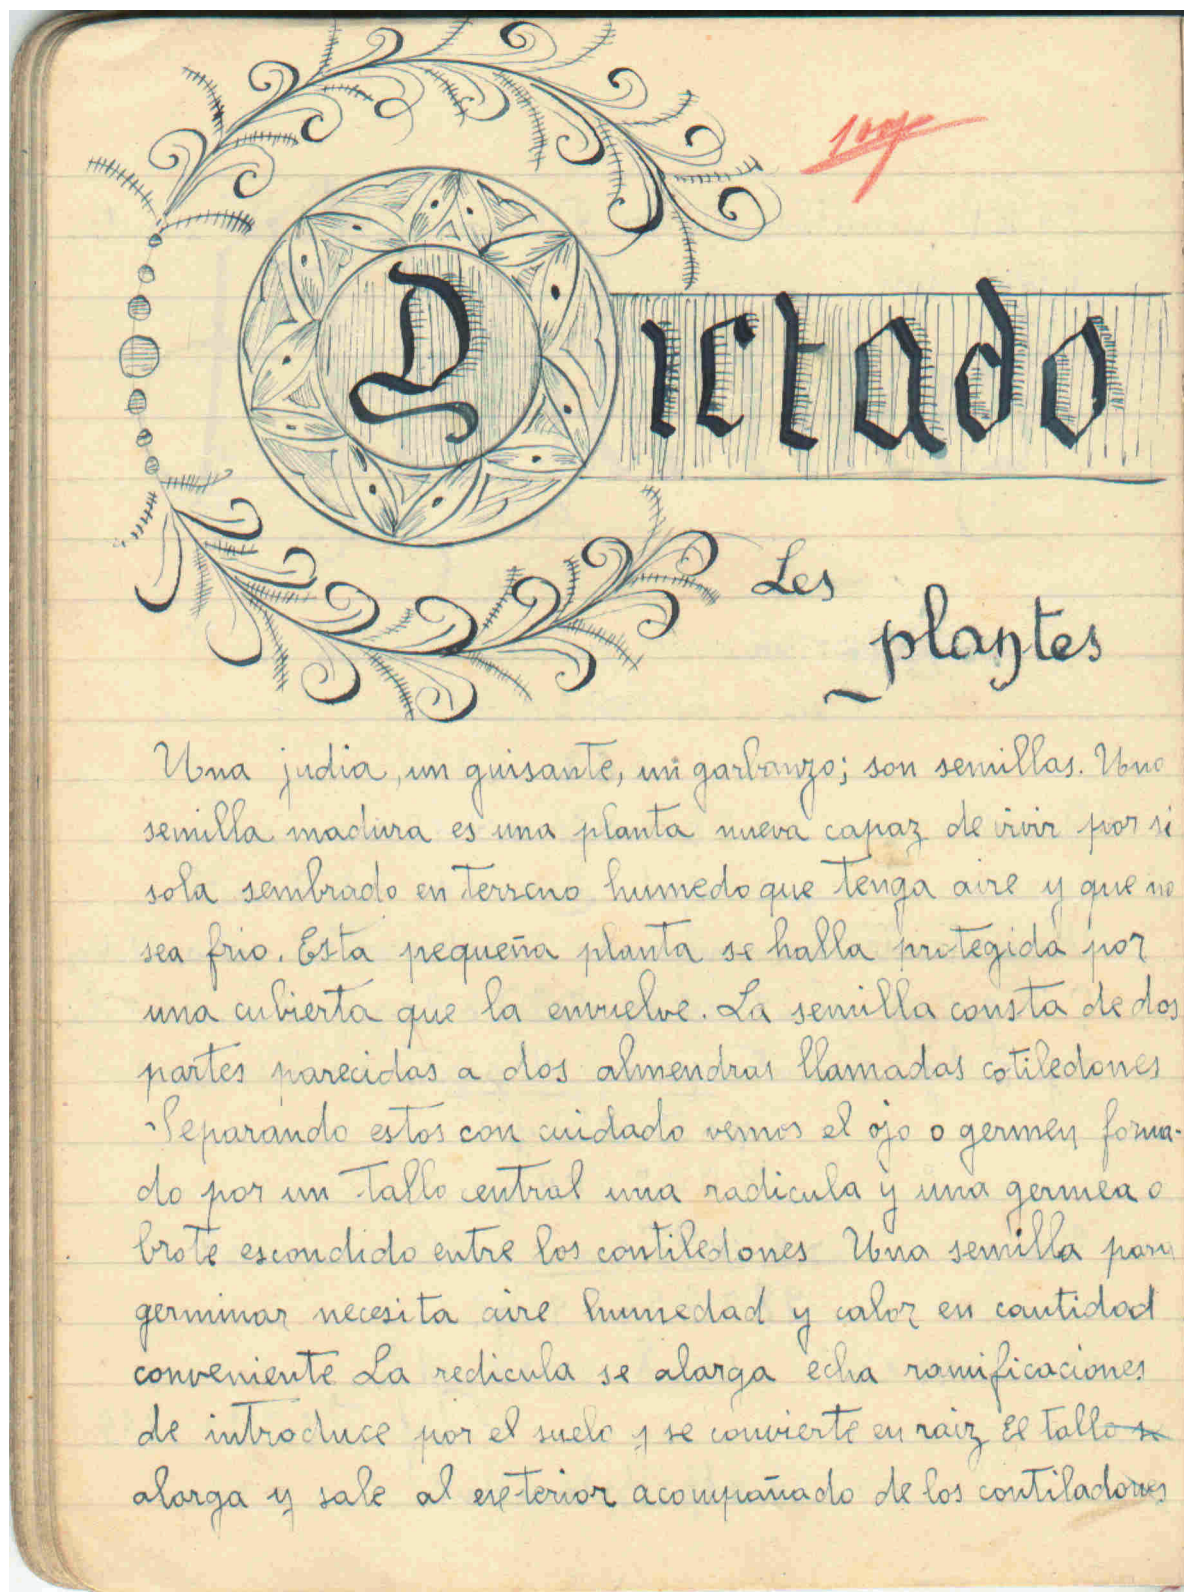 Dictado
Les
plantes
Una judia, un guisante, un garbanzo; son semillas. Una
semilla madura es una planta nueva capaz de vivir por si
sola sembrado en terreno humedo que tenga aire y que no
sea frio. Esta pequeña planta se halla protegida por
una cubierta que la envuelve. La semilla consta de dos
partes parecidas a dos almendras llamadas cotiledones
Separando estos con cuidado vemos el ojo o germen forma-
do por un tallo central una radicula y una germea o
brote escondido entre los contiledones Una semilla para
germinar necesita aire humedad y calor en cantidad
conveniente La redicula se alarga echa ramificaciones
de introduce por el suelo y se convierte en raiz El tallo se
alarga y sale al exeterior acompañado de los contiladones